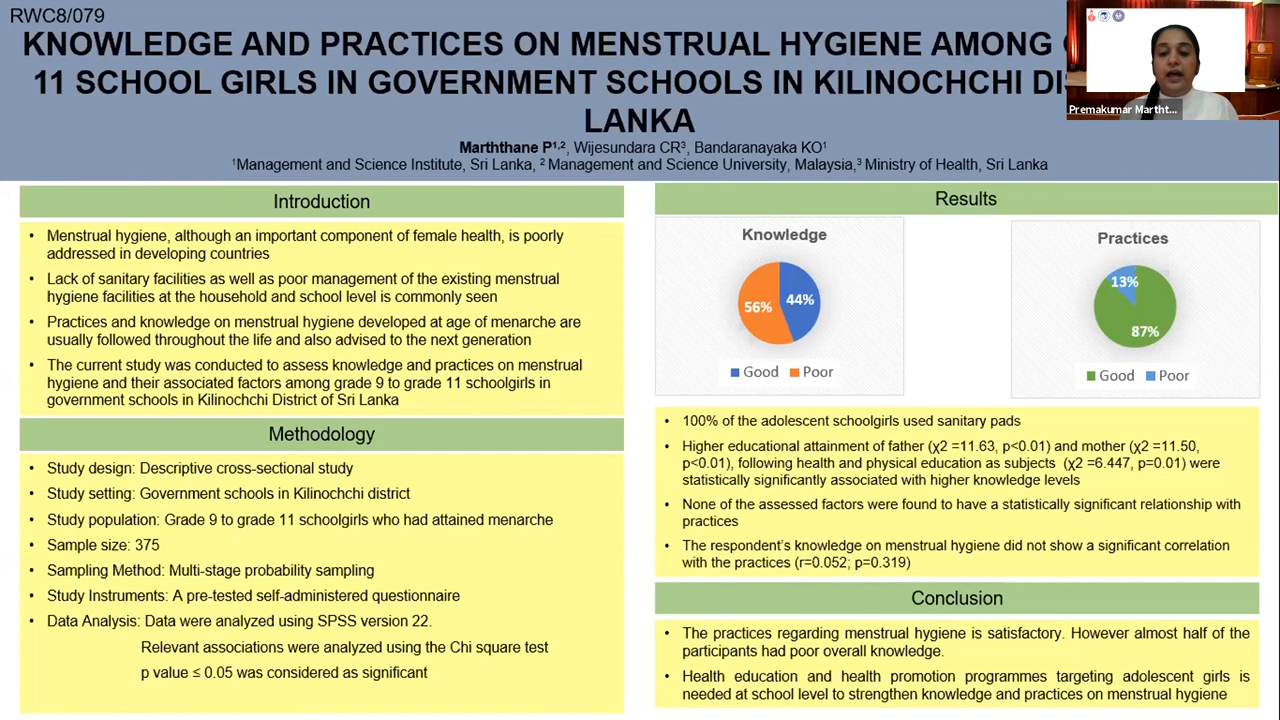 RWC8/079
KNOWLEDGE AND PRACTICES ON MENSTRUAL HYGIENE AMONG
11 SCHOOL GIRLS IN GOVERNMENT SCHOOLS IN KILINOCHCHI
LANKA
Marththane P1,2, Wijesundara CR3, Bandaranayaka KO1
1Management and Science Institute, Sri Lanka, 2 Management and Science University, Malaysia,3 Ministry of Health, Sri Lanka
Premakumar Martht...
Introduction
• Menstrual hygiene, although an important component of female health, is poorly
addressed in developing countries
• Lack of sanitary facilities as well as poor management of the existing menstrual
hygiene facilities at the household and school level is commonly seen
• Practices and knowledge on menstrual hygiene developed at age of menarche are
usually followed throughout the life and also advised to the next generation
• The current study was conducted to assess knowledge and practices on menstrual
hygiene and their associated factors among grade 9 to grade 11 schoolgirls in
government schools in Kilinochchi District of Sri Lanka
Methodology
• Study design: Descriptive cross-sectional study
• Study setting: Government schools in Kilinochchi district
• Study population: Grade 9 to grade 11 schoolgirls who had attained menarche
• Sample size: 375
• Sampling Method: Multi-stage probability sampling
• Study Instruments: A pre-tested self-administered questionnaire
• Data Analysis: Data were analyzed using SPSS version 22.
Relevant associations were analyzed using the Chi square test
p value ≤ 0.05 was considered as significant
Results
Knowledge
56% 44%
Good Poor
Practices
13%
87%
Good Poor
• 100% of the adolescent schoolgirls used sanitary pads
• Higher educational attainment of father (χ2 =11.63, p<0.01) and mother (χ2 =11.50,
p<0.01), following health and physical education as subjects (χ2 =6.447, p=0.01) were
statistically significantly associated with higher knowledge levels
• None of the assessed factors were found to have a statistically significant relationship with
practices
• The respondent's knowledge on menstrual hygiene did not show a significant correlation
with the practices (r=0.052; p=0.319)
Conclusion
• The practices regarding menstrual hygiene is satisfactory. However almost half of the
participants had poor overall knowledge.
• Health education and health promotion programmes targeting adolescent girls is
needed at school level to strengthen knowledge and practices on menstrual hygiene